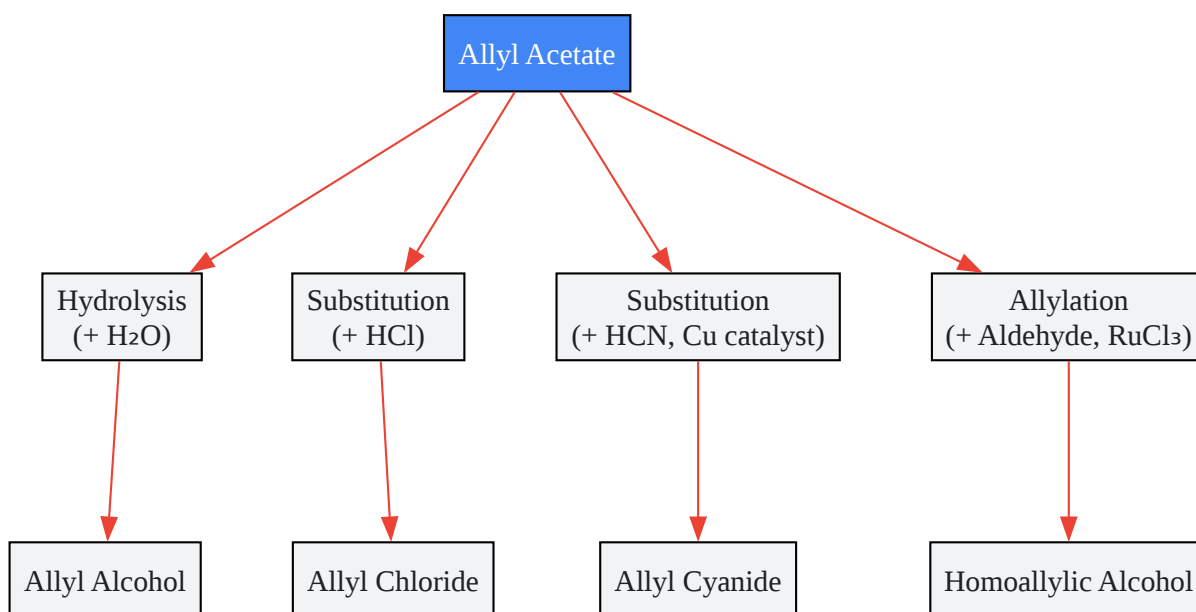 Allyl Acetate
Hydrolysis
(+ H₂O)
Substitution
(+ HCl)
Substitution
(+ HCN, Cu catalyst)
Allylation
(+ Aldehyde, RuCl₃)
Allyl Alcohol
Allyl Chloride
Allyl Cyanide
Homoallylic Alcohol